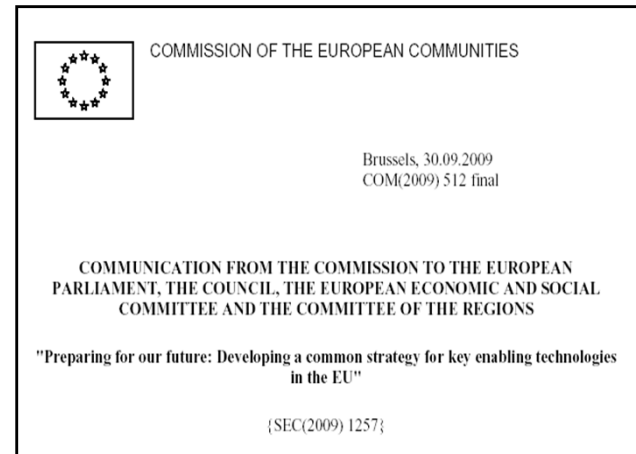 COMMISSION OF THE EUROPEAN COMMUNITIES
Brussels, 30.09.2009
COM(2009) 512 final
COMMUNICATION FROM THE COMMISSION TO THE EUROPEAN
PARLIAMENT, THE COUNCIL, THE EUROPEAN ECONOMIC AND SOCIAL
COMMITTEE AND THE COMMITTEE OF THE REGIONS
"Preparing for our future: Developing a common strategy for key enabling technologies
in the EU"
{SEC(2009) 1257}